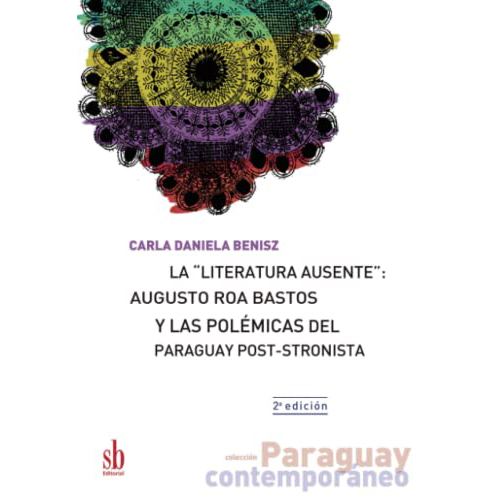 CARLA DANIELA BENISZ
LA “LITERATURA AUSENTE”:
AUGUSTO ROA BASTOS
Y LAS POLÉMICAS DEL
PARAGUAY POST-STRONISTA
2ª edición
sb
Editorial
colección Paraguay
contemporáneo